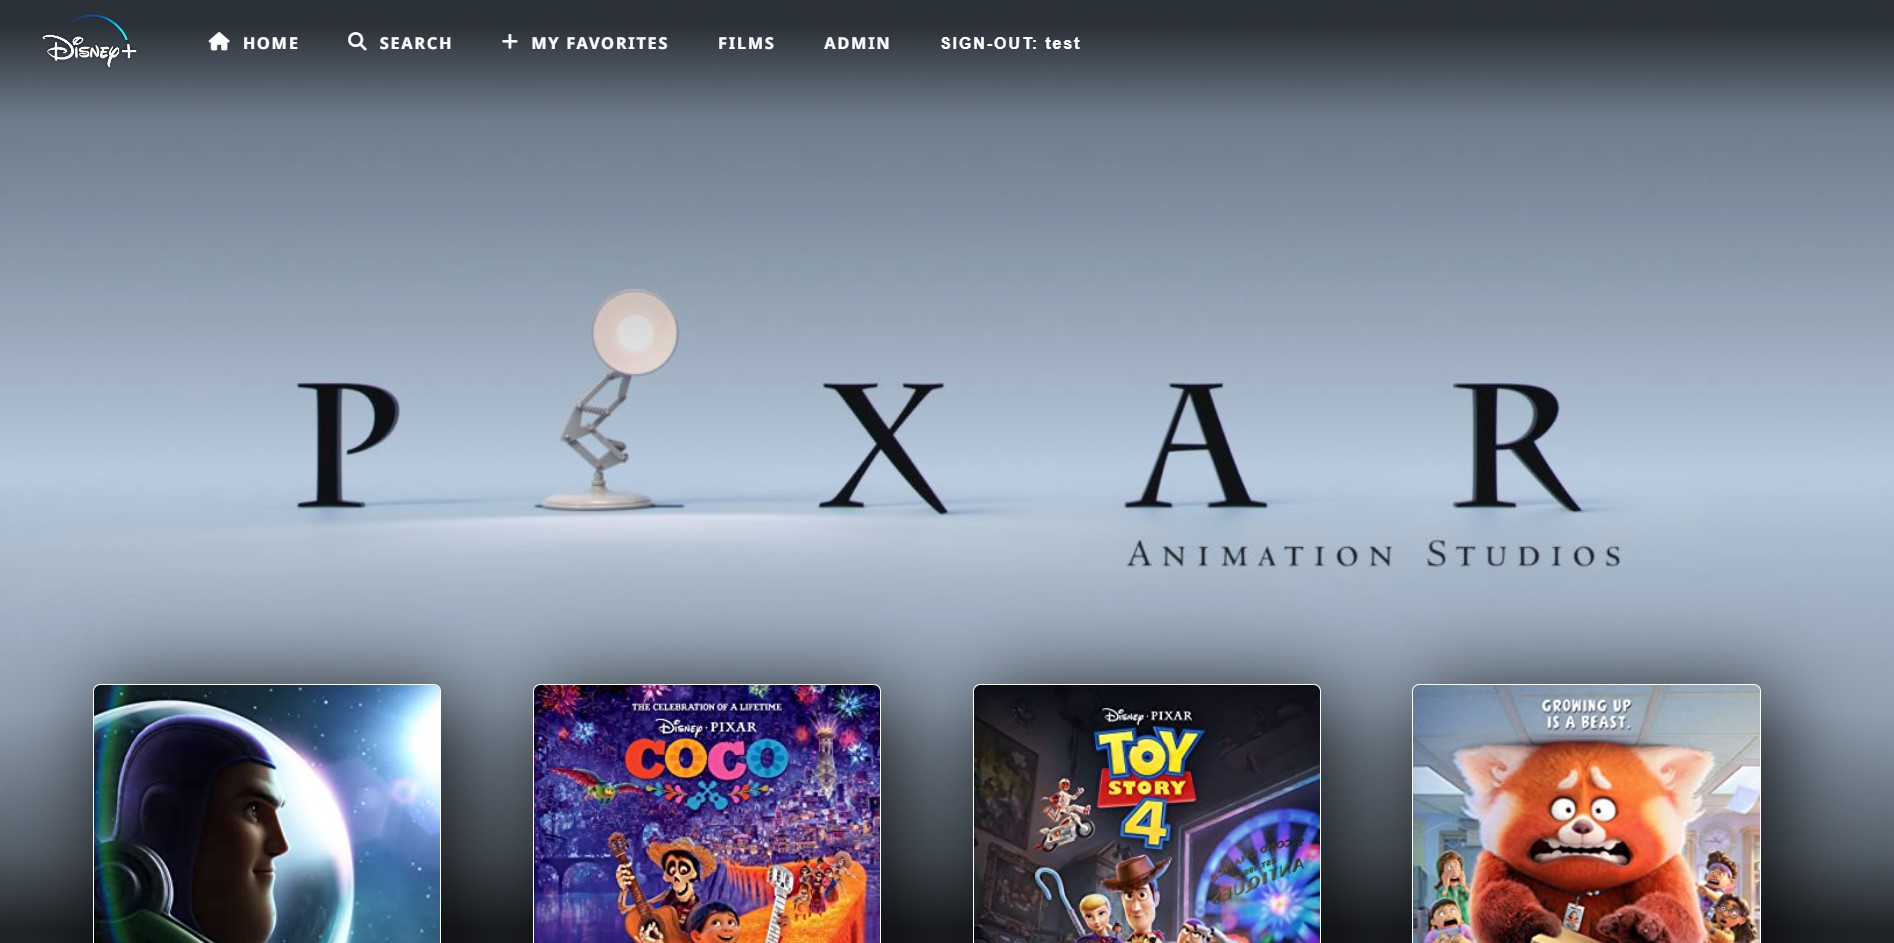 Disney+ HOME SEARCH MY FAVORITES FILMS ADMIN SIGN-OUT: test
P X A R
ANIMATION STUDIOS
THE CELEBRATION OF A LIFETIME
Disney · PIXAR
COCO
Disney · PIXAR
TOY
STORY
4
GROWING UP
IS A BEAST.